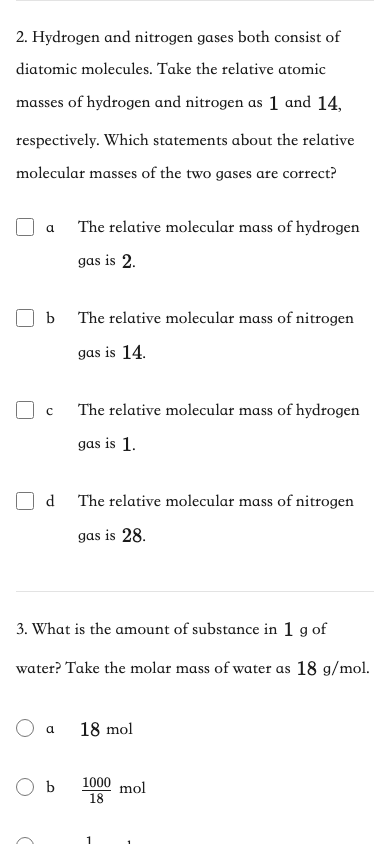 2. Hydrogen and nitrogen gases both consist of
diatomic molecules. Take the relative atomic
masses of hydrogen and nitrogen as 1 and 14,
respectively. Which statements about the relative
molecular masses of the two gases are correct?
a The relative molecular mass of hydrogen
gas is 2.
b The relative molecular mass of nitrogen
gas is 14.
c The relative molecular mass of hydrogen
gas is 1.
d The relative molecular mass of nitrogen
gas is 28.
3. What is the amount of substance in 1 g of
water? Take the molar mass of water as 18 g/mol.
a 18 mol
b 1000/18 mol